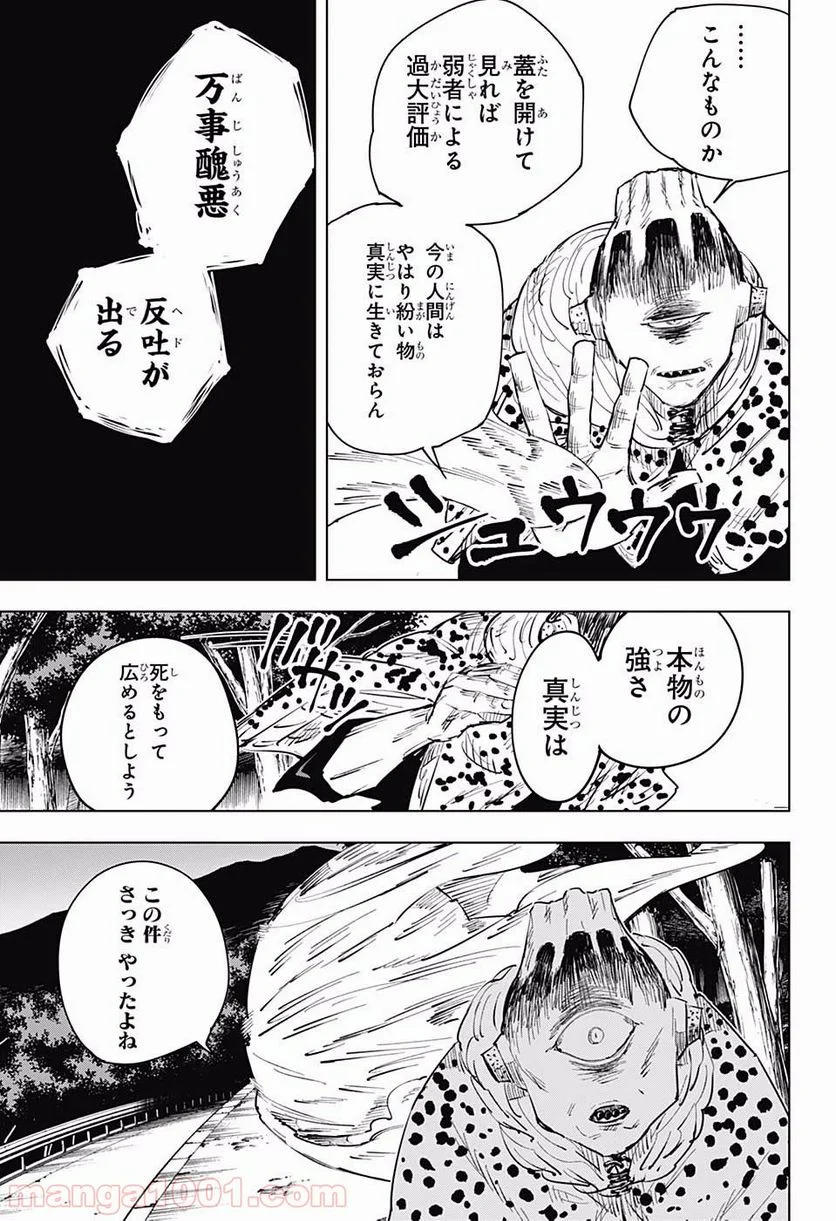 ……
こんなものか
蓋を開けて
見れば
弱者による
過大評価
今の人間は
やはり紛い物
真実に生きておらん
シュウウウッ
万事醜悪
反吐が
出る
本物の
強さ
真実は
死をもって
広めるとしよう
この件
さっきやったよね
manga1001.com